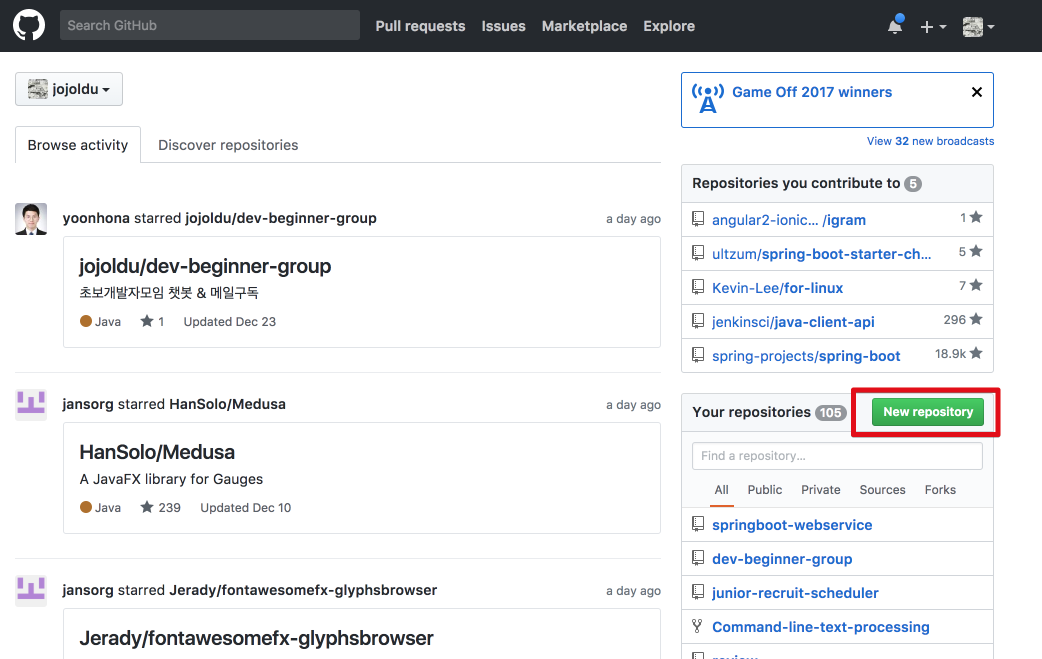 Search GitHub
Pull requests
Issues
Marketplace
Explore
jojoldu
Browse activity
Discover repositories
yoonhona starred jojoldu/dev-beginner-group
a day ago
jojoldu/dev-beginner-group
초보개발자모임 챗봇 & 메일구독
Java
1
Updated Dec 23
jansorg starred HanSolo/Medusa
a day ago
HanSolo/Medusa
A JavaFX library for Gauges
Java
239
Updated Dec 10
jansorg starred Jerady/fontawesomefx-glyphsbrowser
a day ago
Jerady/fontawesomefx-glyphsbrowser
Game Off 2017 winners
View 32 new broadcasts
Repositories you contribute to 5
angular2-ionic... /igram
1
ultzum/spring-boot-starter-ch...
5
Kevin-Lee/for-linux
7
jenkinsci/java-client-api
296
spring-projects/spring-boot
18.9k
Your repositories 105
New repository
Find a repository...
All
Public
Private
Sources
Forks
springboot-webservice
dev-beginner-group
junior-recruit-scheduler
Command-line-text-processing